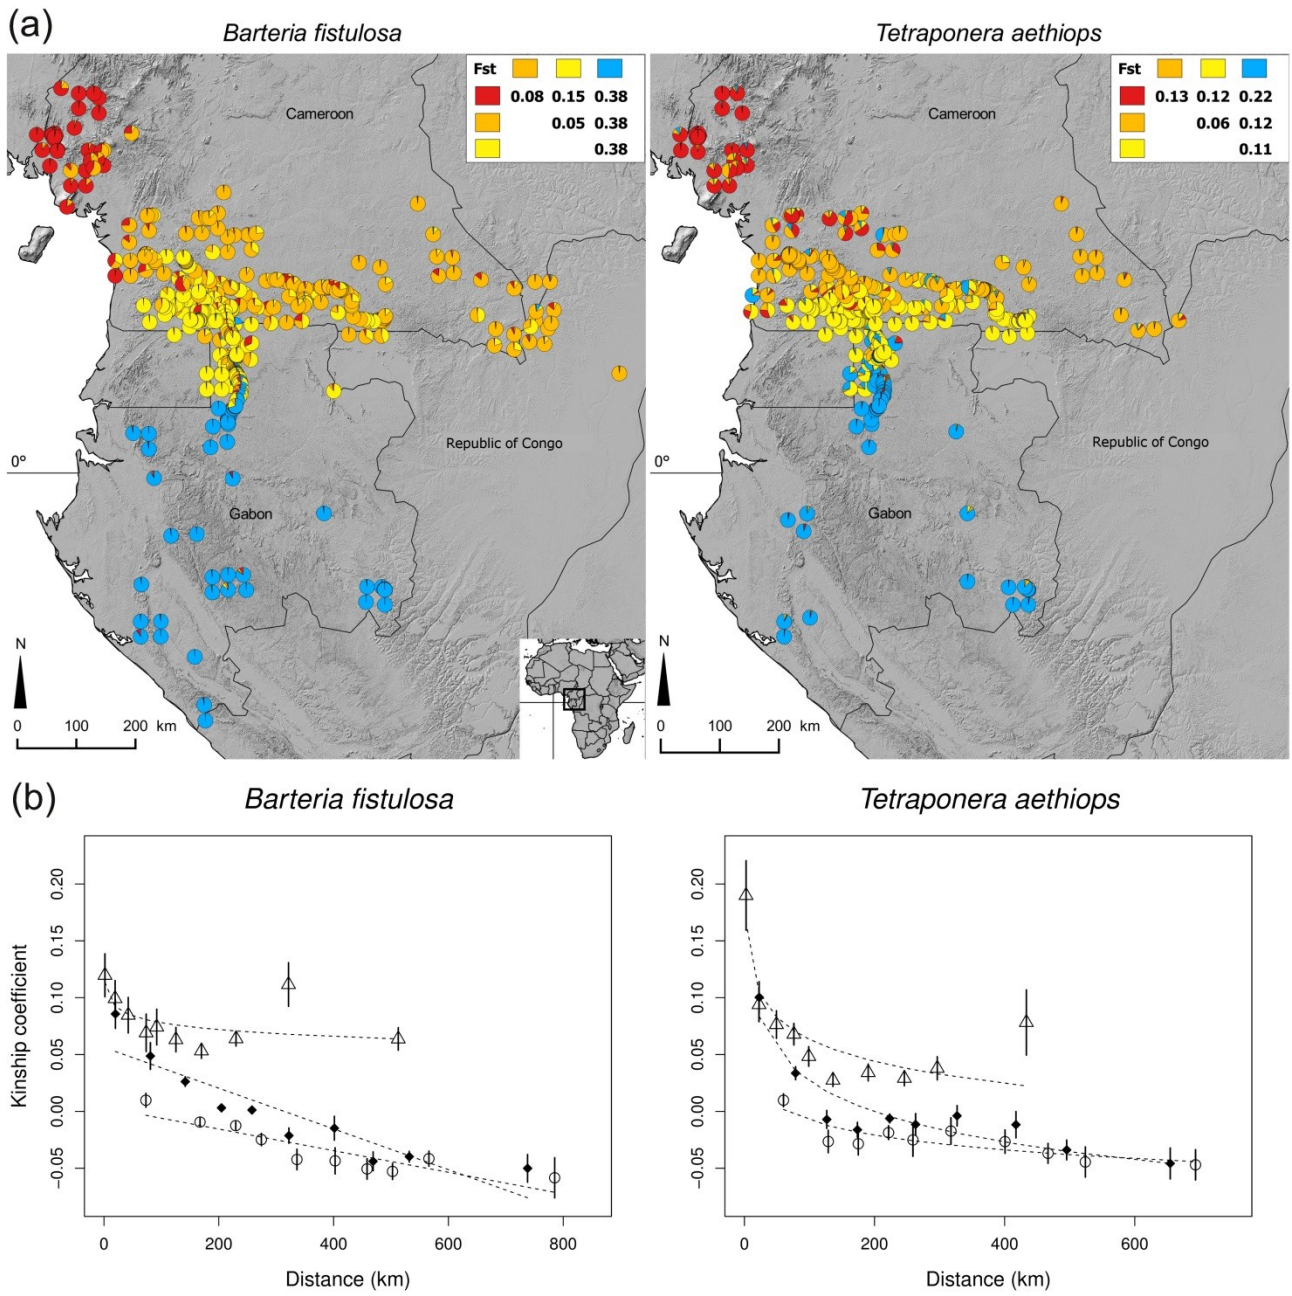 (a)
Barteria fistulosa
Tetraponera aethiops
Fst
0.08 0.15 0.38
0.05 0.38
0.38
Cameroon
Republic of Congo
0°
Gabon
N
0 100 200 km
Fst
0.13 0.12 0.22
0.06 0.12
0.11
Cameroon
Republic of Congo
0°
Gabon
N
0 100 200 km
(b)
Barteria fistulosa
Tetraponera aethiops
Kinship coefficient
0.20
0.15
0.10
0.05
0.00
−0.05
0 200 400 600 800
Distance (km)
0.20
0.15
0.10
0.05
0.00
−0.05
0 200 400 600
Distance (km)